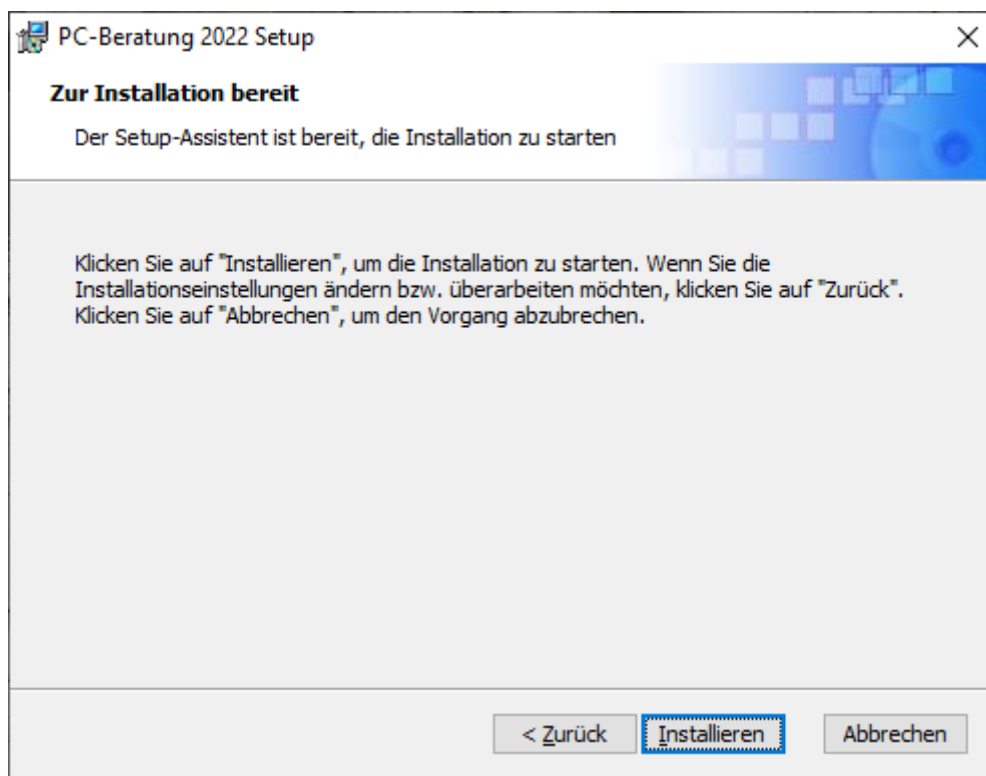 PC-Beratung 2022 Setup
Zur Installation bereit
Der Setup-Assistent ist bereit, die Installation zu starten
Klicken Sie auf "Installieren", um die Installation zu starten. Wenn Sie die
Installationseinstellungen ändern bzw. überarbeiten möchten, klicken Sie auf "Zurück".
Klicken Sie auf "Abbrechen", um den Vorgang abzubrechen.
< Zurück
Installieren
Abbrechen